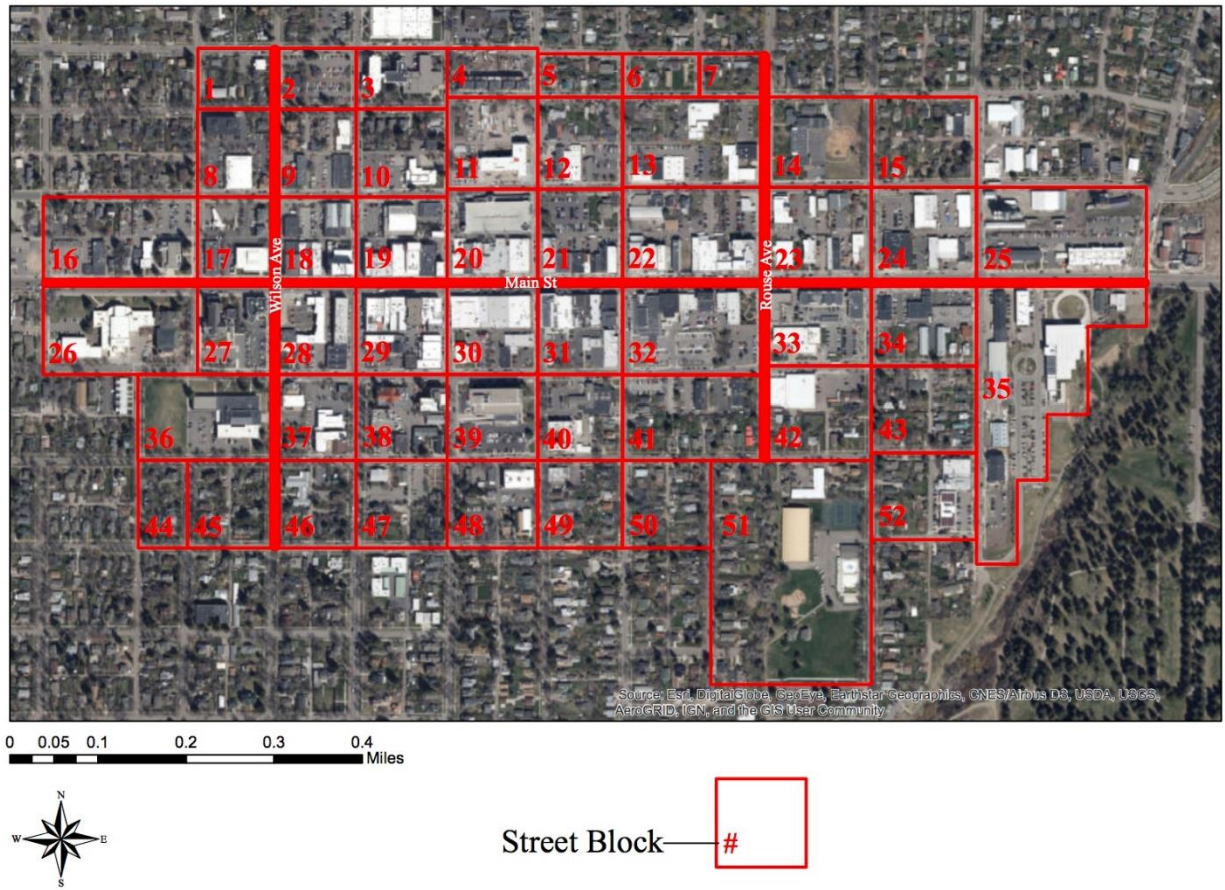 1 2 3 4 5 6 7
8 9 10 11 12 13 14 15
16 17 18 19 20 21 22 23 24 25
Wilson Ave
Main St
Rouse Ave
26 27 28 29 30 31 32 33 34 35
36 37 38 39 40 41 42 43
44 45 46 47 48 49 50 51 52
Source: Esri, DigitalGlobe, GeoEye, Earthstar Geographics, CNES/Airbus DS, USDA, USGS,
AeroGRID, IGN, and the GIS User Community
0 0.05 0.1 0.2 0.3 0.4
Miles
N
W E
S
Street Block #